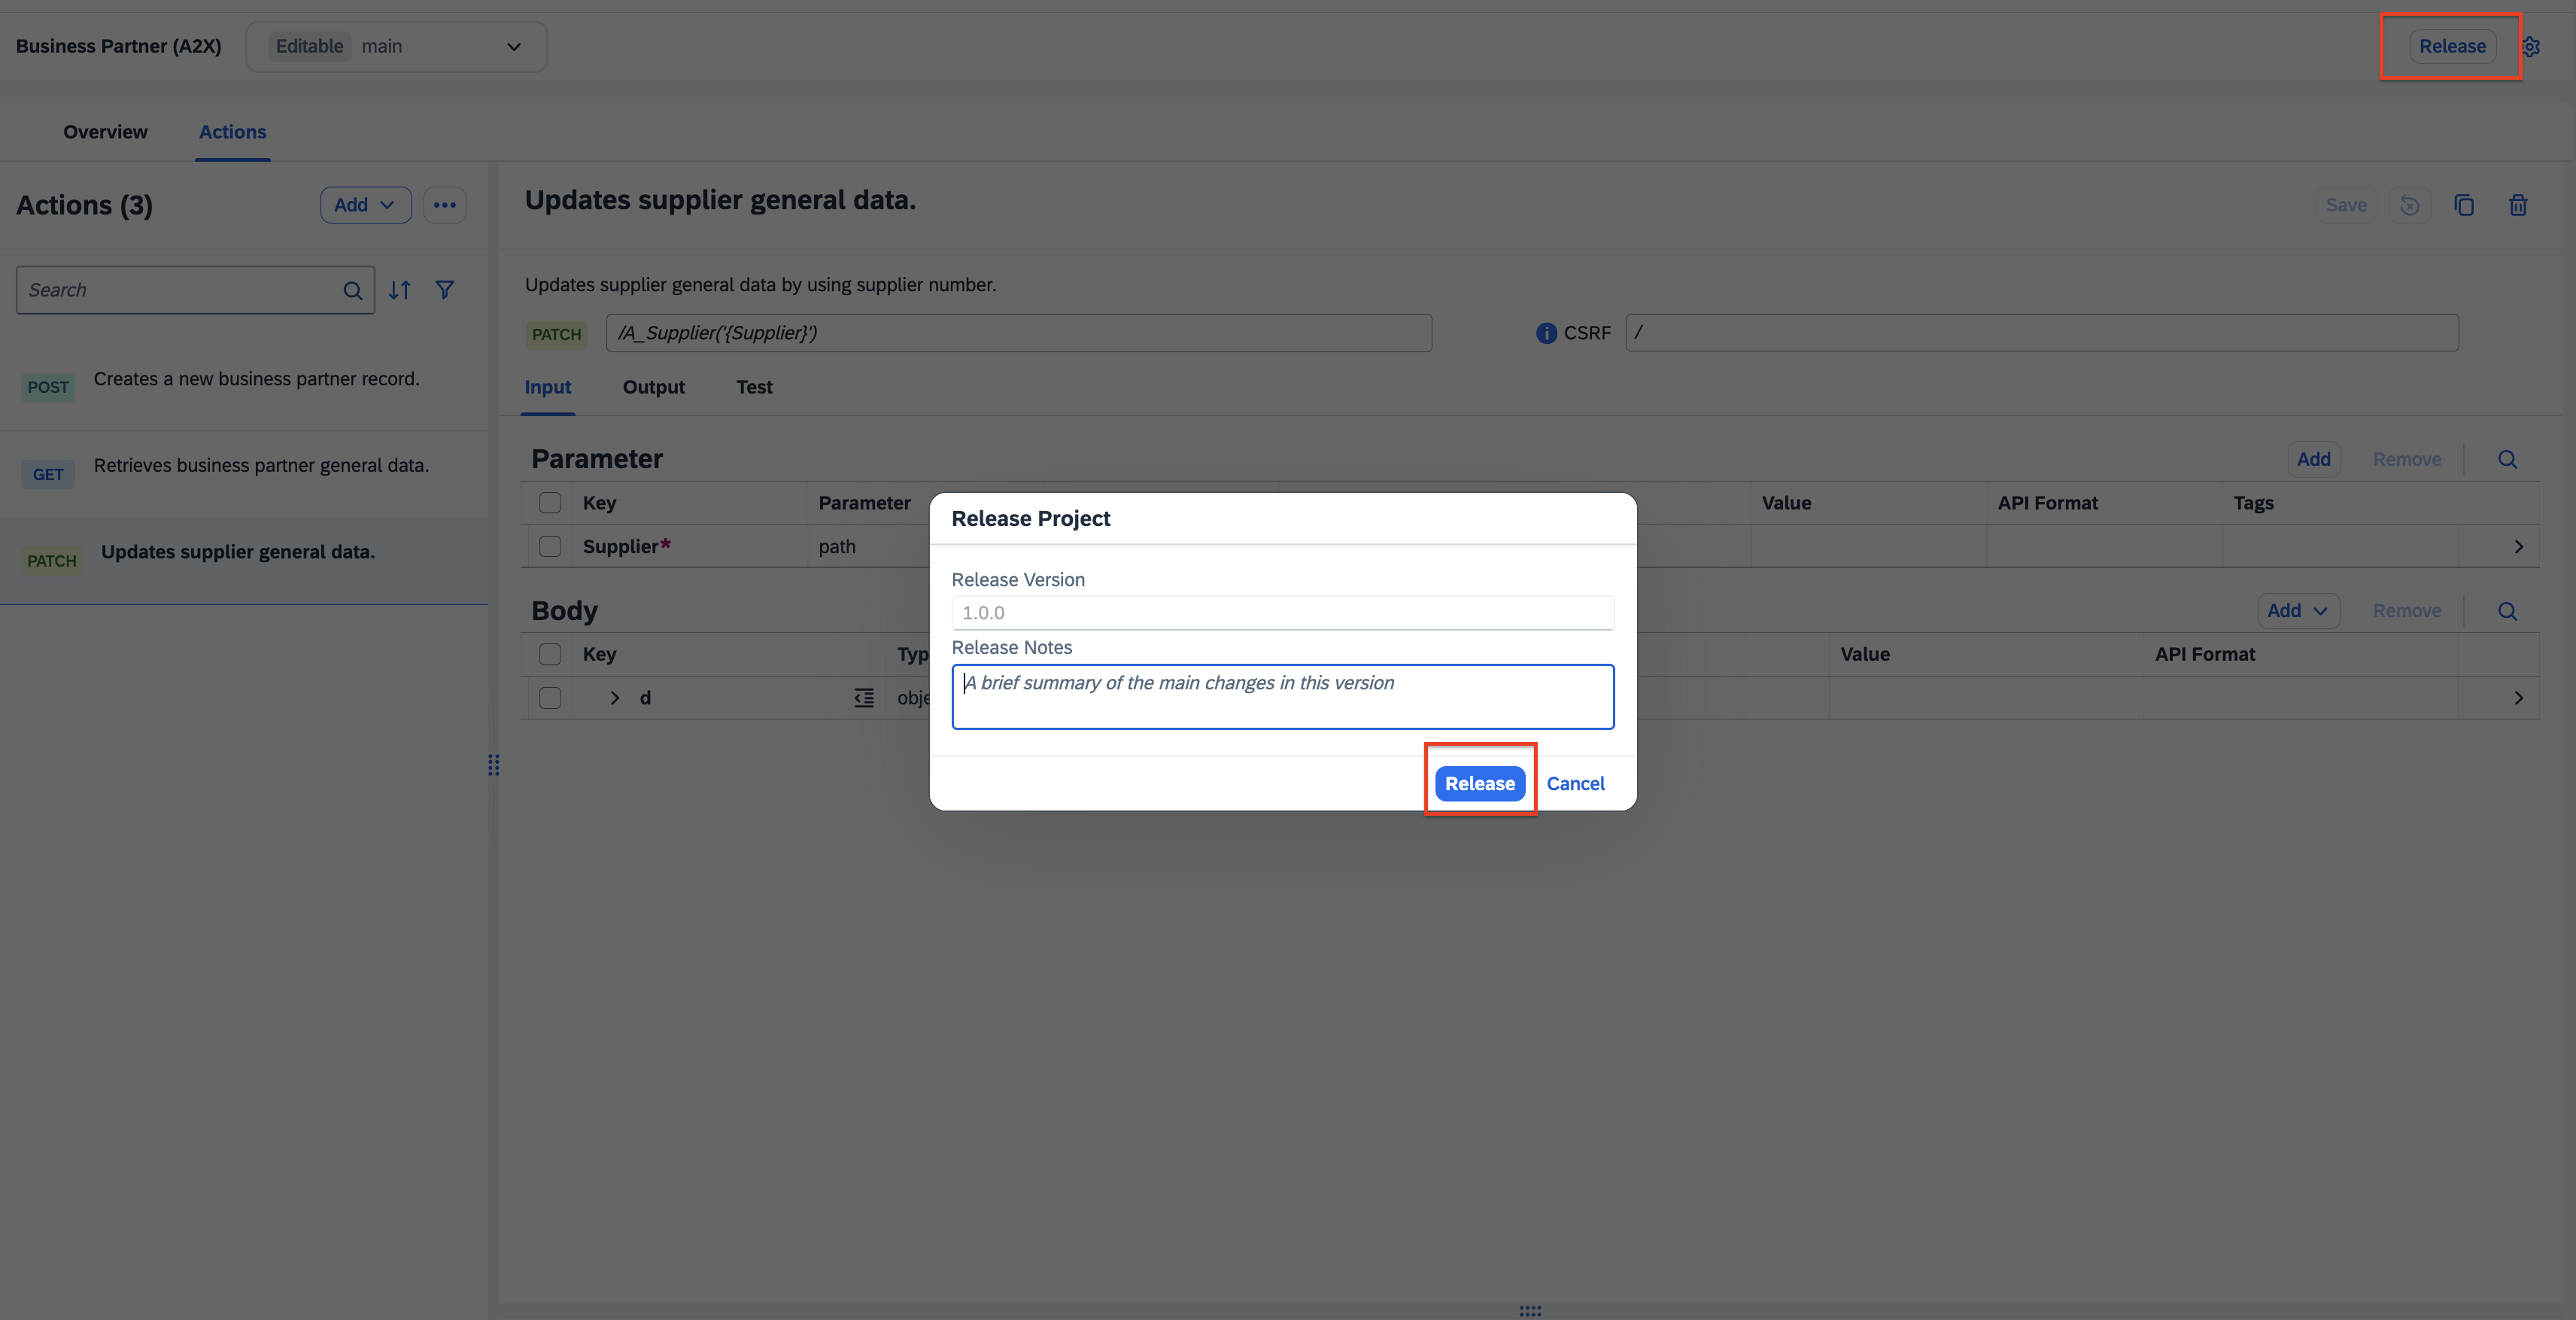 Business Partner (A2X)
Editable main
Release
Overview
Actions
Actions (3)
Add
Search
POST Creates a new business partner record.
GET Retrieves business partner general data.
PATCH Updates supplier general data.
Updates supplier general data.
Save
Updates supplier general data by using supplier number.
PATCH /A_Supplier('{Supplier}')
CSRF /
Input Output Test
Parameter
Add Remove
Key Parameter Value API Format Tags
Supplier* path
Body
Add Remove
Key Typ Value API Format
d obje
Release Project
Release Version
1.0.0
Release Notes
A brief summary of the main changes in this version
Release Cancel